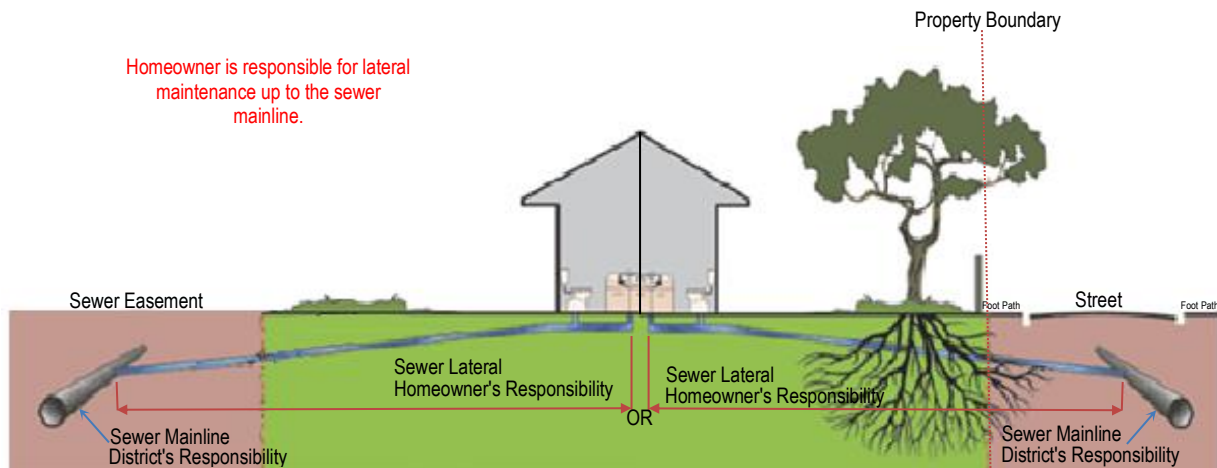 Property Boundary
Homeowner is responsible for lateral
maintenance up to the sewer
mainline.
Sewer Easement
Foot Path
Street
Foot Path
Sewer Lateral
Homeowner's Responsibility
Sewer Lateral
Homeowner's Responsibility
OR
Sewer Mainline
District's Responsibility
Sewer Mainline
District's Responsibility